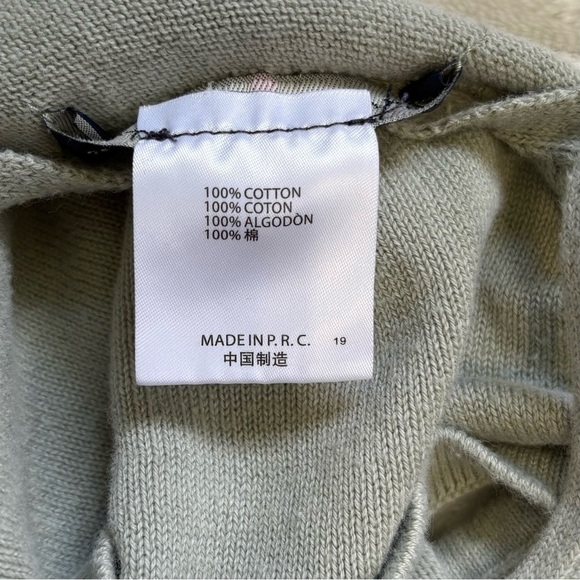 100% COTTON
100% COTON
100% ALGODÒN
100% 棉
MADE IN P. R. C. 19
中国制造